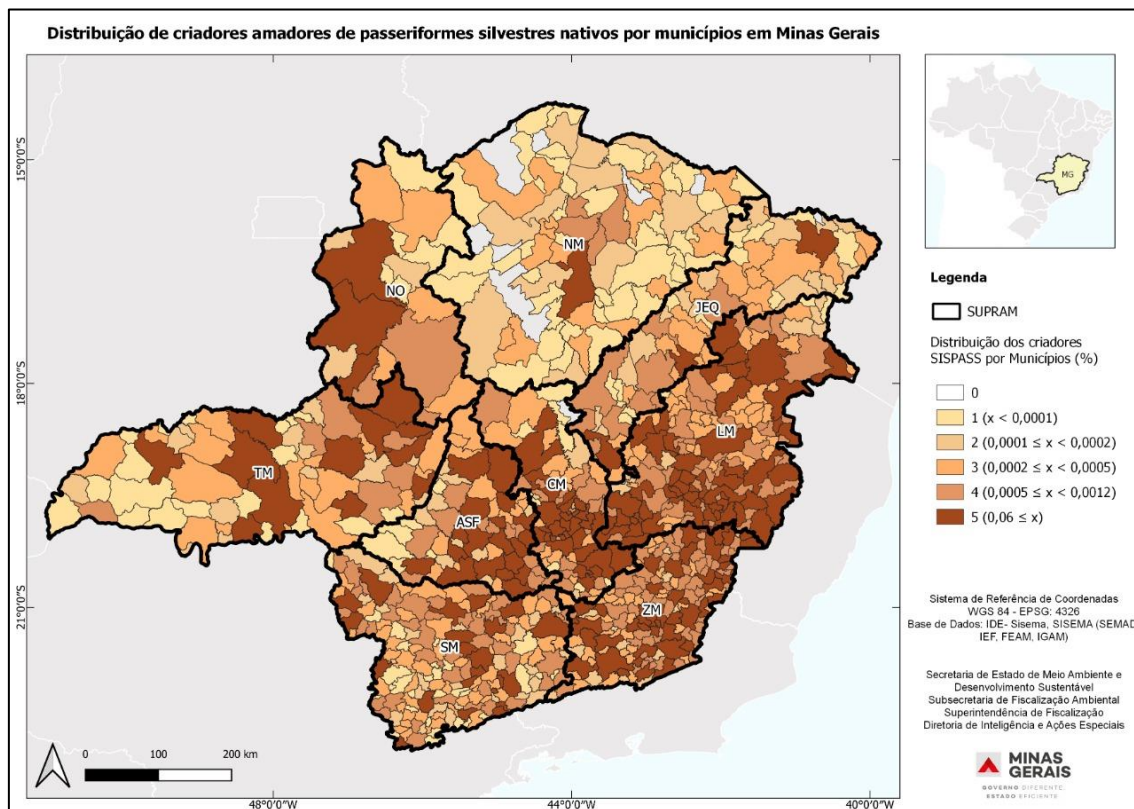 Distribuição de criadores amadores de passeriformes silvestres nativos por municípios em Minas Gerais
15°0'0"S
18°0'0"S
21°0'0"S
NM
NO
JEQ
LM
TM
CM
ASF
ZM
SM
0 100 200 km
48°0'0"O
44°0'0"O
40°0'0"O
MG
Legenda
SUPRAM
Distribuição dos criadores
SISPASS por Municípios (%)
0
1 (x < 0,0001)
2 (0,0001 ≤ x < 0,0002)
3 (0,0002 ≤ x < 0,0005)
4 (0,0005 ≤ x < 0,0012)
5 (0,06 ≤ x)
Sistema de Referência de Coordenadas
WGS 84 - EPSG: 4326
Base de Dados: IDE- Sisema, SISEMA (SEMAD
IEF, FEAM, IGAM)
Secretaria de Estado de Meio Ambiente e
Desenvolvimento Sustentável
Subsecretaria de Fiscalização Ambiental
Superintendência de Fiscalização
Diretoria de Inteligência e Ações Especiais
MINAS
GERAIS
GOVERNO DIFERENTE.
ESTADO EFICIENTE.